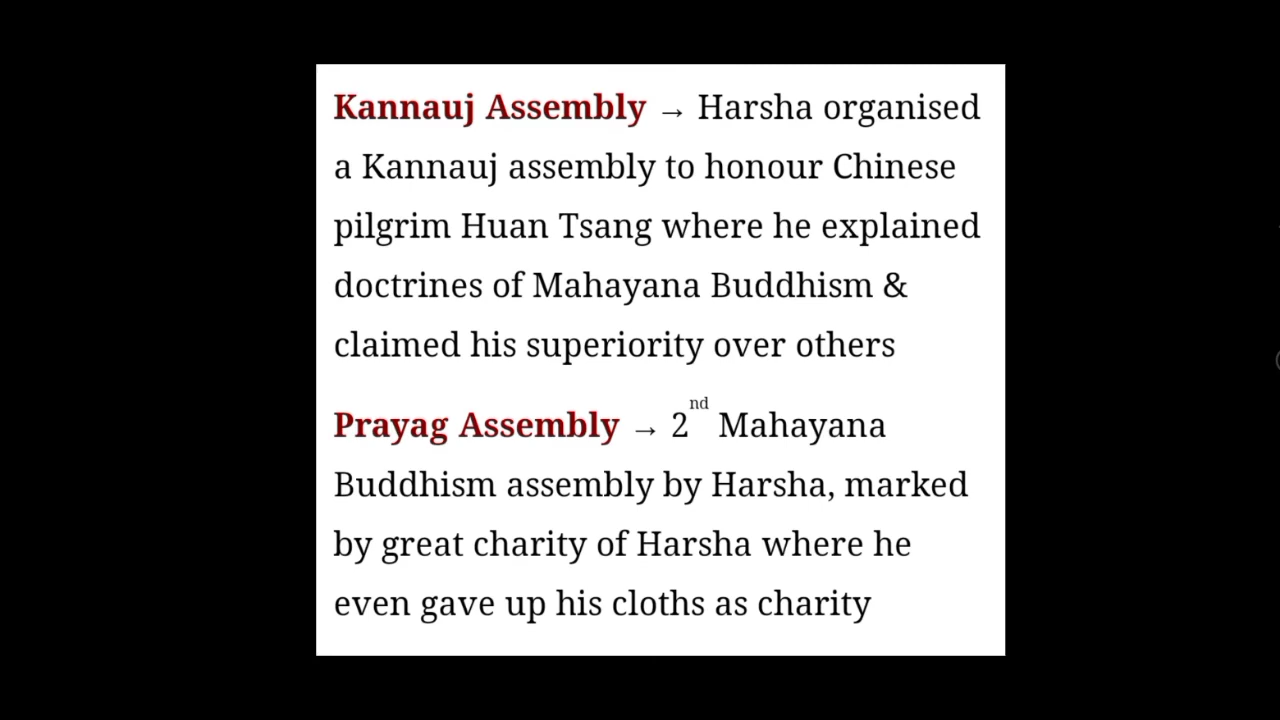 Kannauj Assembly → Harsha organised
a Kannauj assembly to honour Chinese
pilgrim Huan Tsang where he explained
doctrines of Mahayana Buddhism &
claimed his superiority over others
Prayag Assembly → 2nd Mahayana
Buddhism assembly by Harsha, marked
by great charity of Harsha where he
even gave up his cloths as charity